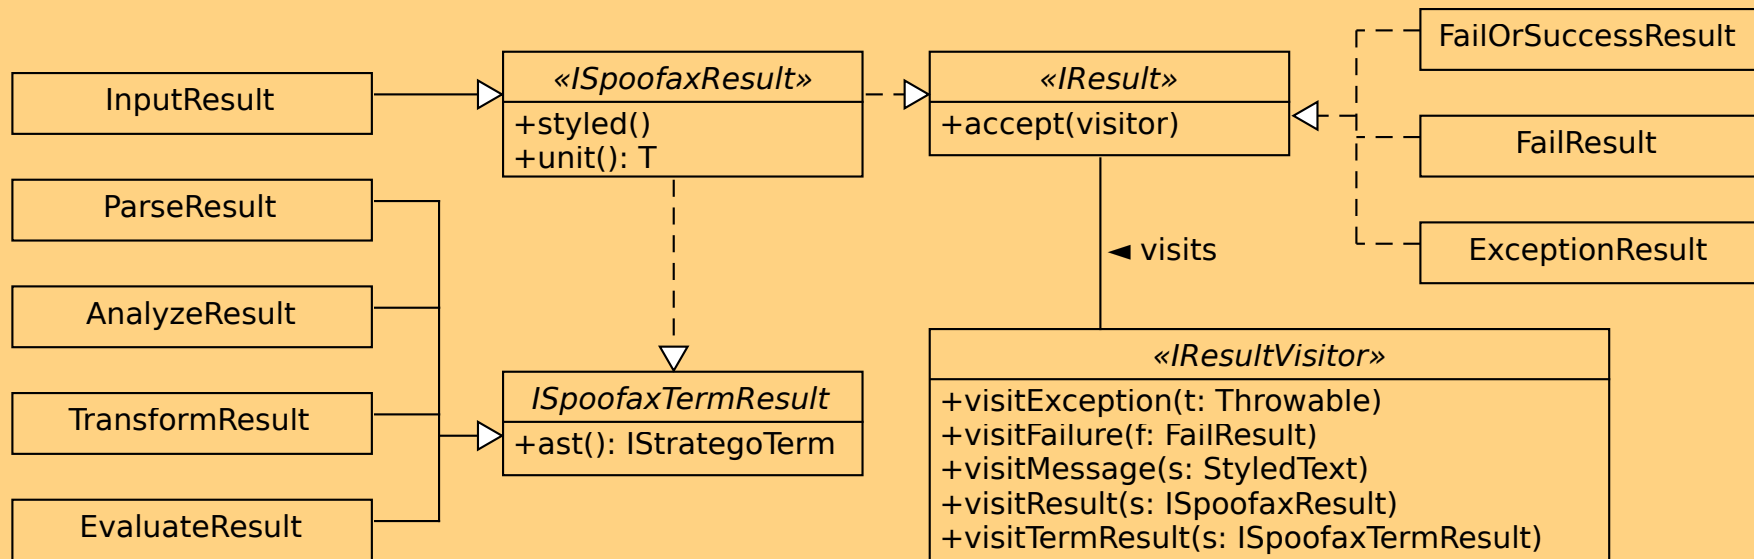 InputResult
ParseResult
AnalyzeResult
TransformResult
EvaluateResult
«ISpoofaxResult»
+styled()
+unit(): T
ISpoofaxTermResult
+ast(): IStrategoTerm
«IResult»
+accept(visitor)
◄ visits
«IResultVisitor»
+visitException(t: Throwable)
+visitFailure(f: FailResult)
+visitMessage(s: StyledText)
+visitResult(s: ISpoofaxResult)
+visitTermResult(s: ISpoofaxTermResult)
FailOrSuccessResult
FailResult
ExceptionResult